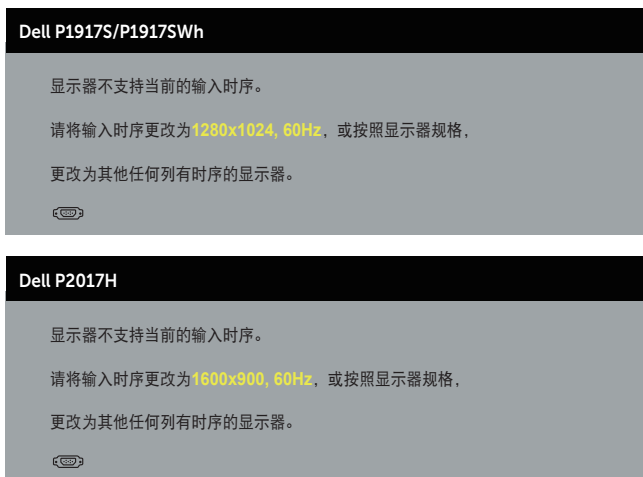 Dell P1917S/P1917SWh
显示器不支持当前的输入时序。
请将输入时序更改为1280x1024, 60Hz，或按照显示器规格，
更改为其他任何列有时序的显示器。
Dell P2017H
显示器不支持当前的输入时序。
请将输入时序更改为1600x900, 60Hz，或按照显示器规格，
更改为其他任何列有时序的显示器。